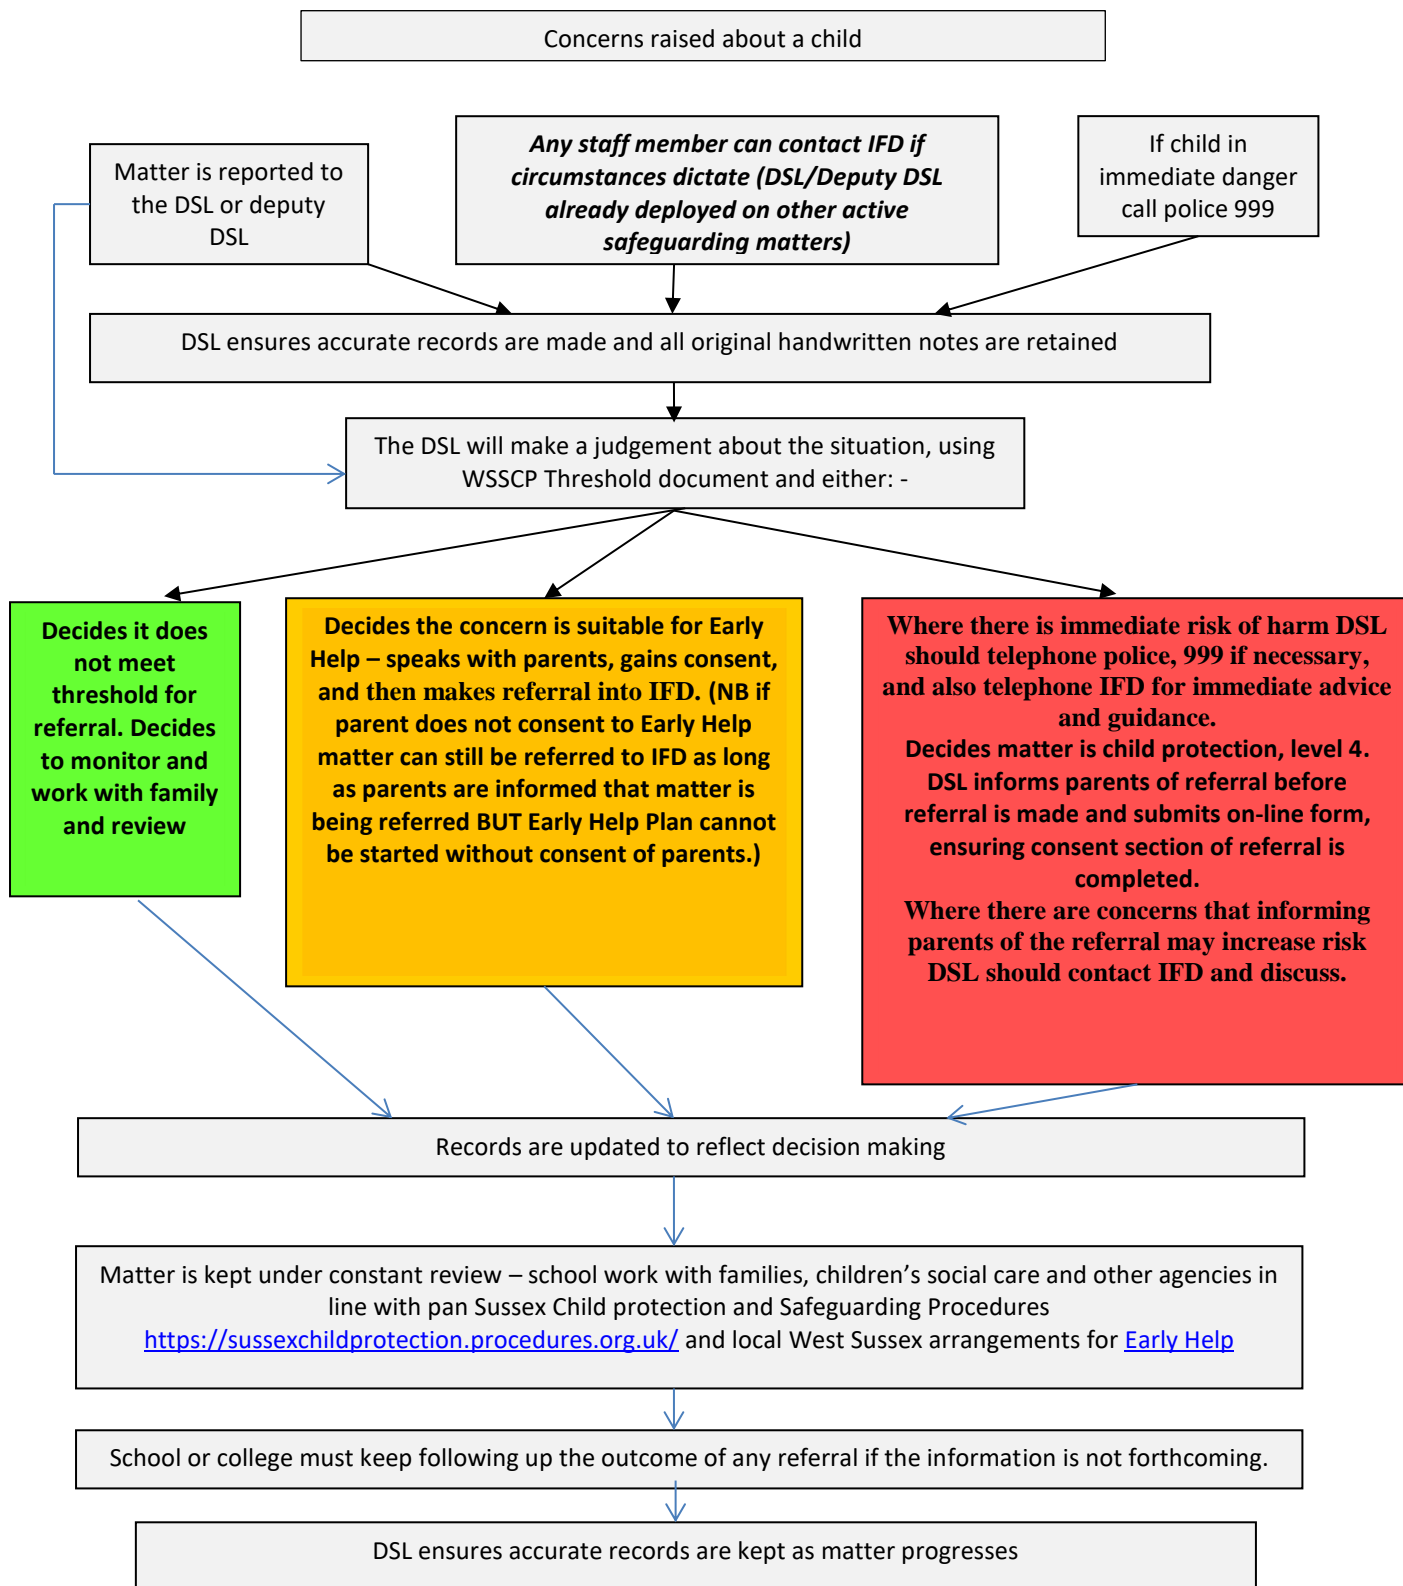 Concerns raised about a child
Matter is reported to
the DSL or deputy
DSL
Any staff member can contact IFD if
circumstances dictate (DSL/Deputy DSL
already deployed on other active
safeguarding matters)
If child in
immediate danger
call police 999
DSL ensures accurate records are made and all original handwritten notes are retained
The DSL will make a judgement about the situation, using
WSSCP Threshold document and either: -
Decides it does
not meet
threshold for
referral. Decides
to monitor and
work with family
and review
Decides the concern is suitable for Early
Help – speaks with parents, gains consent,
and then makes referral into IFD. (NB if
parent does not consent to Early Help
matter can still be referred to IFD as long
as parents are informed that matter is
being referred BUT Early Help Plan cannot
be started without consent of parents.)
Where there is immediate risk of harm DSL
should telephone police, 999 if necessary,
and also telephone IFD for immediate advice
and guidance.
Decides matter is child protection, level 4.
DSL informs parents of referral before
referral is made and submits on-line form,
ensuring consent section of referral is
completed.
Where there are concerns that informing
parents of the referral may increase risk
DSL should contact IFD and discuss.
Records are updated to reflect decision making
Matter is kept under constant review – school work with families, children’s social care and other agencies in
line with pan Sussex Child protection and Safeguarding Procedures
https://sussexchildprotection.procedures.org.uk/ and local West Sussex arrangements for Early Help
School or college must keep following up the outcome of any referral if the information is not forthcoming.
DSL ensures accurate records are kept as matter progresses